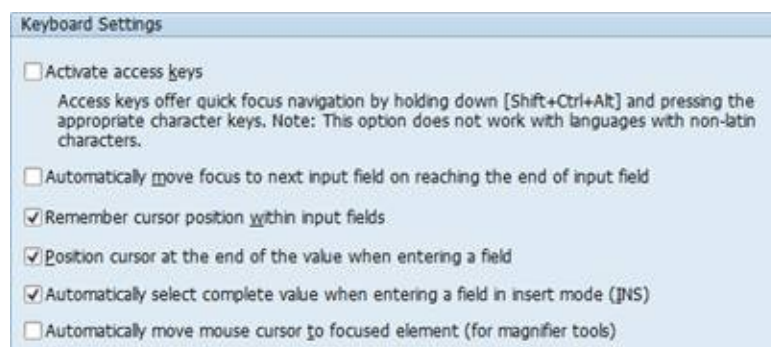 Keyboard Settings
Activate access keys
Access keys offer quick focus navigation by holding down [Shift+Ctrl+Alt] and pressing the
appropriate character keys. Note: This option does not work with languages with non-latin
characters.
Automatically move focus to next input field on reaching the end of input field
Remember cursor position within input fields
Position cursor at the end of the value when entering a field
Automatically select complete value when entering a field in insert mode (INS)
Automatically move mouse cursor to focused element (for magnifier tools)